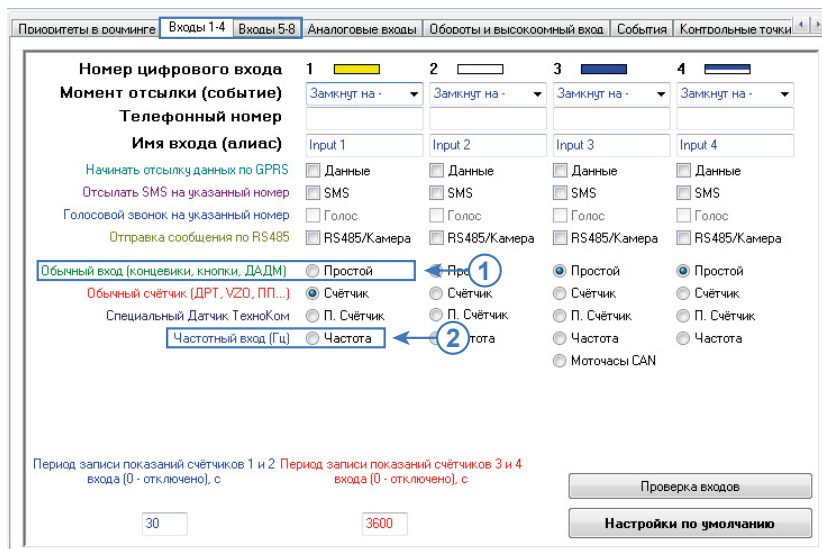 Приоритеты в роуминге Входы 1-4 Входы 5-8 Аналоговые входы Обороты и высокоомный вход События Контрольные точки
Номер цифрового входа 1 2 3 4
Момент отсылки (событие) Замкнут на - Замкнут на - Замкнут на - Замкнут на -
Телефонный номер
Имя входа (алиас) Input 1 Input 2 Input 3 Input 4
Начинать отсылку данных по GPRS Данные Данные Данные Данные
Отсылать SMS на указанный номер SMS SMS SMS SMS
Голосовой звонок на указанный номер Голос Голос Голос Голос
Отправка сообщения по RS485 RS485/Камера RS485/Камера RS485/Камера RS485/Камера
Обычный вход (концевики, кнопки, ДАДМ) Простой 1 Простой Простой
Обычный счётчик (ДРТ, VZO, ПП...) Счётчик Счётчик Счётчик Счётчик
Специальный Датчик ТехноКом П. Счётчик П. Счётчик П. Счётчик П. Счётчик
Частотный вход (Гц) Частота 2 Частота Частота
Моточасы CAN
Период записи показаний счётчиков 1 и 2 Период записи показаний счётчиков 3 и 4
входа (0 - отключено), с входа (0 - отключено), с
Проверка входов
30 3600 Настройки по умолчанию